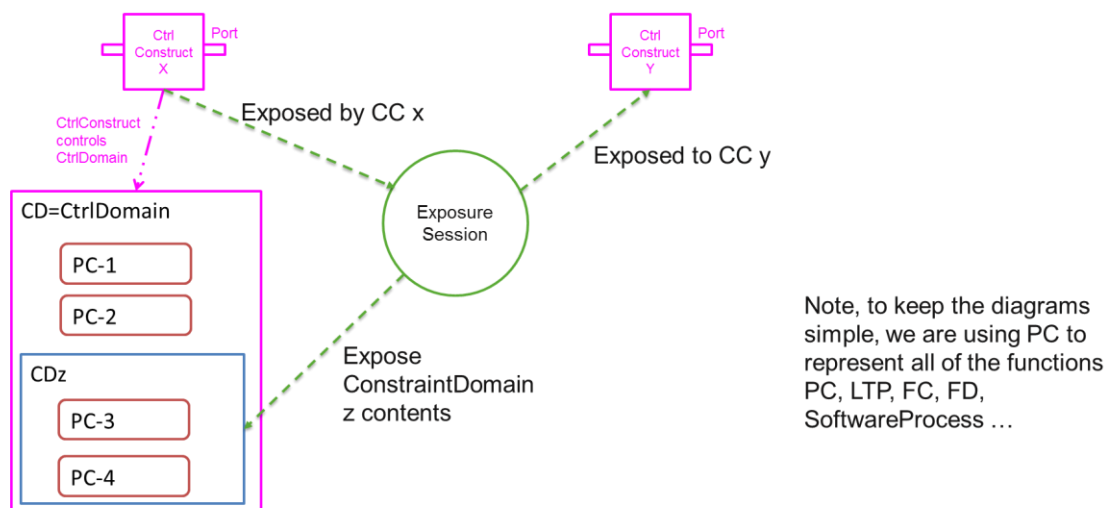 Ctrl
Construct
X
Port
Ctrl
Construct
Y
Port
CtrlConstruct
controls
CtrlDomain
Exposed by CC x
Exposed to CC y
Exposure
Session
CD=CtrlDomain
PC-1
PC-2
CDz
PC-3
PC-4
Expose
ConstraintDomain
z contents
Note, to keep the diagrams
simple, we are using PC to
represent all of the functions
PC, LTP, FC, FD,
SoftwareProcess …